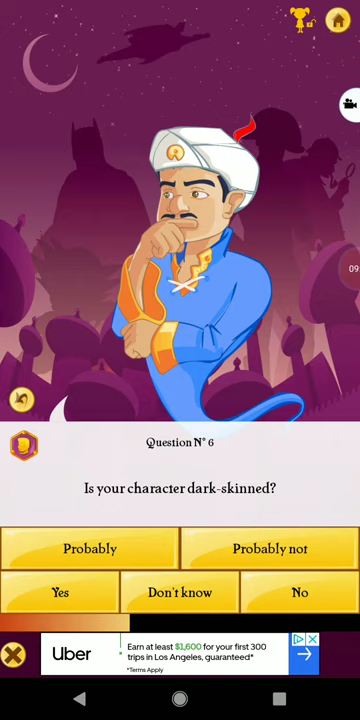 09
Question N° 6
Is your character dark-skinned?
Probably
Probably not
Yes
Don't know
No
Uber
Earn at least $1,600 for your first 300
trips in Los Angeles, guaranteed*
*Terms Apply